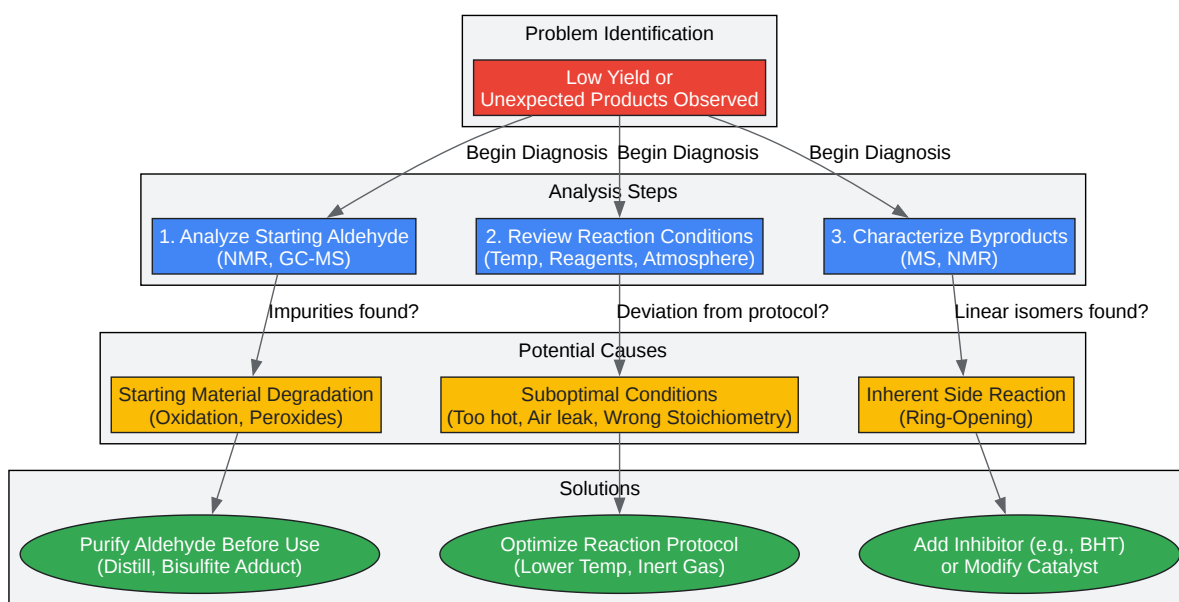 Problem Identification
Low Yield or
Unexpected Products Observed
Begin Diagnosis
Begin Diagnosis
Begin Diagnosis
Analysis Steps
1. Analyze Starting Aldehyde
(NMR, GC-MS)
2. Review Reaction Conditions
(Temp, Reagents, Atmosphere)
3. Characterize Byproducts
(MS, NMR)
Impurities found?
Deviation from protocol?
Linear isomers found?
Potential Causes
Starting Material Degradation
(Oxidation, Peroxides)
Suboptimal Conditions
(Too hot, Air leak, Wrong Stoichiometry)
Inherent Side Reaction
(Ring-Opening)
Solutions
Purify Aldehyde Before Use
(Distill, Bisulfite Adduct)
Optimize Reaction Protocol
(Lower Temp, Inert Gas)
Add Inhibitor (e.g., BHT)
or Modify Catalyst